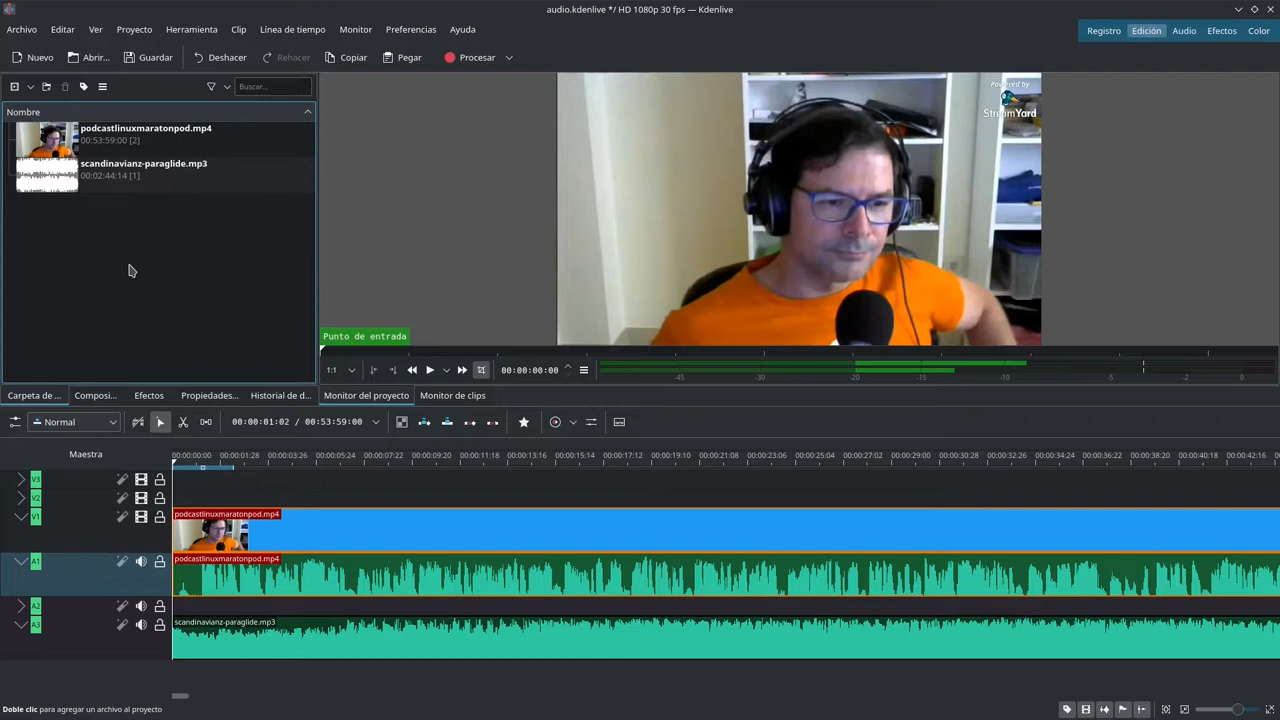 audio.kdenlive */ HD 1080p 30 fps — Kdenlive
Archivo Editar Ver Proyecto Herramienta Clip Línea de tiempo Monitor Preferencias Ayuda
Registro Edición Audio Efectos Color
Nuevo Abrir... Guardar Deshacer Rehacer Copiar Pegar Procesar
Buscar...
Nombre
podcastlinuxmaratonpod.mp4
00:53:59:00 [2]
scandinavianz-paraglide.mp3
00:02:44:14 [1]
Powered by
StreamYard
Punto de entrada
1:1 00:00:00:00
-45 -30 -20 -15 -10 -5 -2 0
Carpeta de ... Composi... Efectos Propiedades... Historial de d... Monitor del proyecto Monitor de clips
Normal 00:00:01:02 / 00:53:59:00
Maestra
00:00:00:00 00:00:01:28 00:00:03:26 00:00:05:24 00:00:07:22 00:00:09:20 00:00:11:18 00:00:13:16 00:00:15:14 00:00:17:12 00:00:19:10 00:00:21:08 00:00:23:06 00:00:25:04 00:00:27:02 00:00:29:00 00:00:30:28 00:00:32:26 00:00:34:24 00:00:36:22 00:00:38:20 00:00:40:18 00:00:42:16
V3
V2
V1
podcastlinuxmaratonpod.mp4
A1
podcastlinuxmaratonpod.mp4
A2
A3
scandinavianz-paraglide.mp3
Doble clic para agregar un archivo al proyecto